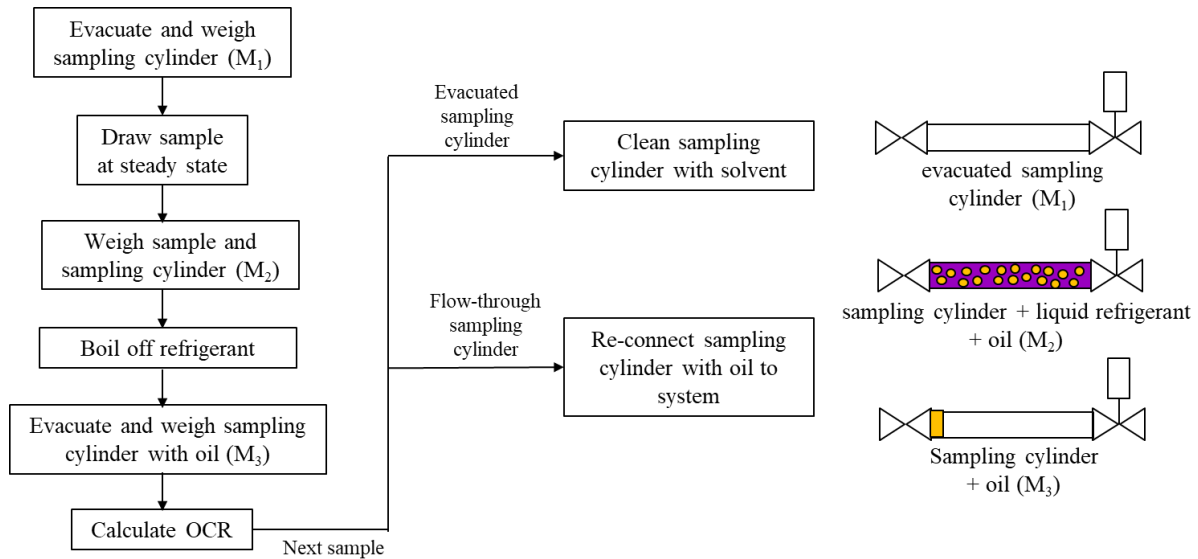 Evacuate and weigh
sampling cylinder (M₁)
Draw sample
at steady state
Weigh sample and
sampling cylinder (M₂)
Boil off refrigerant
Evacuate and weigh sampling
cylinder with oil (M₃)
Calculate OCR
Next sample
Evacuated
sampling
cylinder
Clean sampling
cylinder with solvent
Flow-through
sampling
cylinder
Re-connect sampling
cylinder with oil to
system
evacuated sampling
cylinder (M₁)
sampling cylinder + liquid refrigerant
+ oil (M₂)
Sampling cylinder
+ oil (M₃)